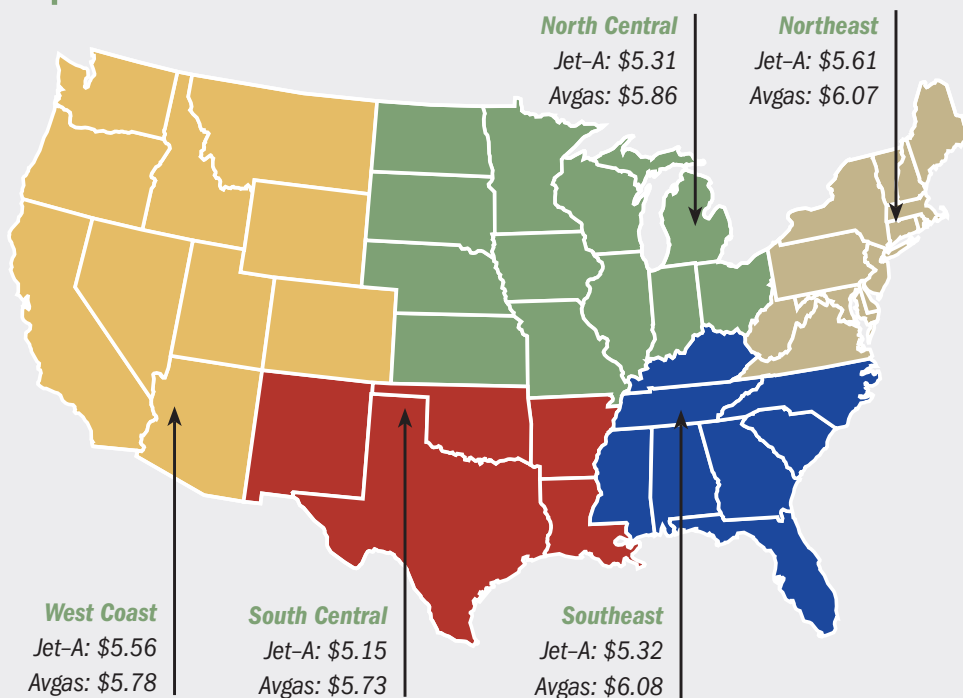 North Central
Jet–A: $5.31
Avgas: $5.86
Northeast
Jet–A: $5.61
Avgas: $6.07
West Coast
Jet–A: $5.56
Avgas: $5.78
South Central
Jet–A: $5.15
Avgas: $5.73
Southeast
Jet–A: $5.32
Avgas: $6.08